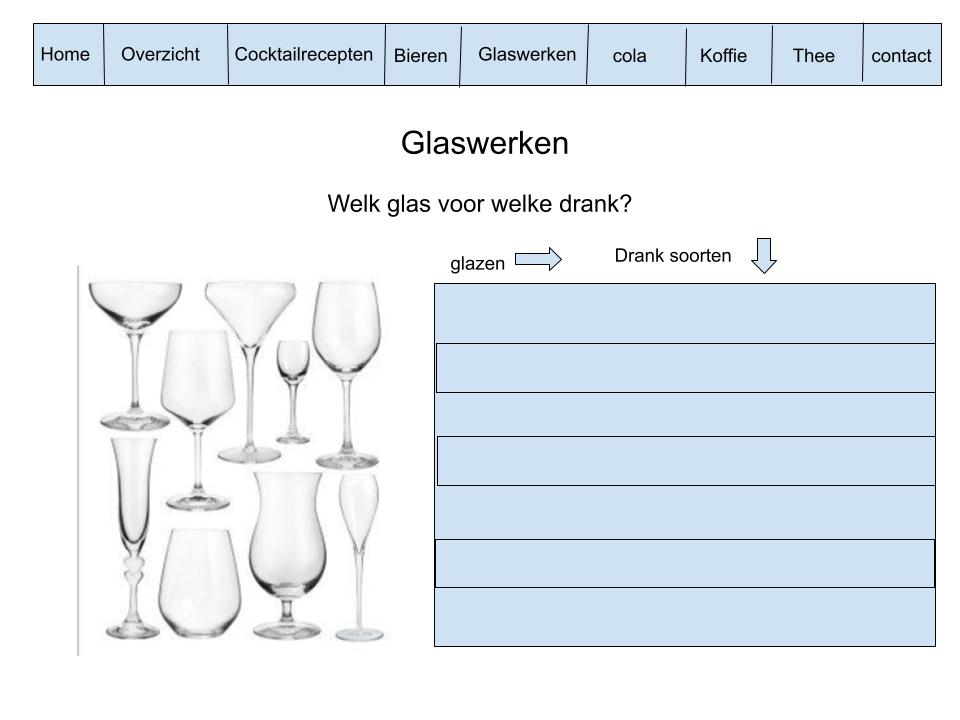 Home Overzicht Cocktailrecepten Bieren Glaswerken cola Koffie Thee contact
Glaswerken
Welk glas voor welke drank?
glazen
Drank soorten